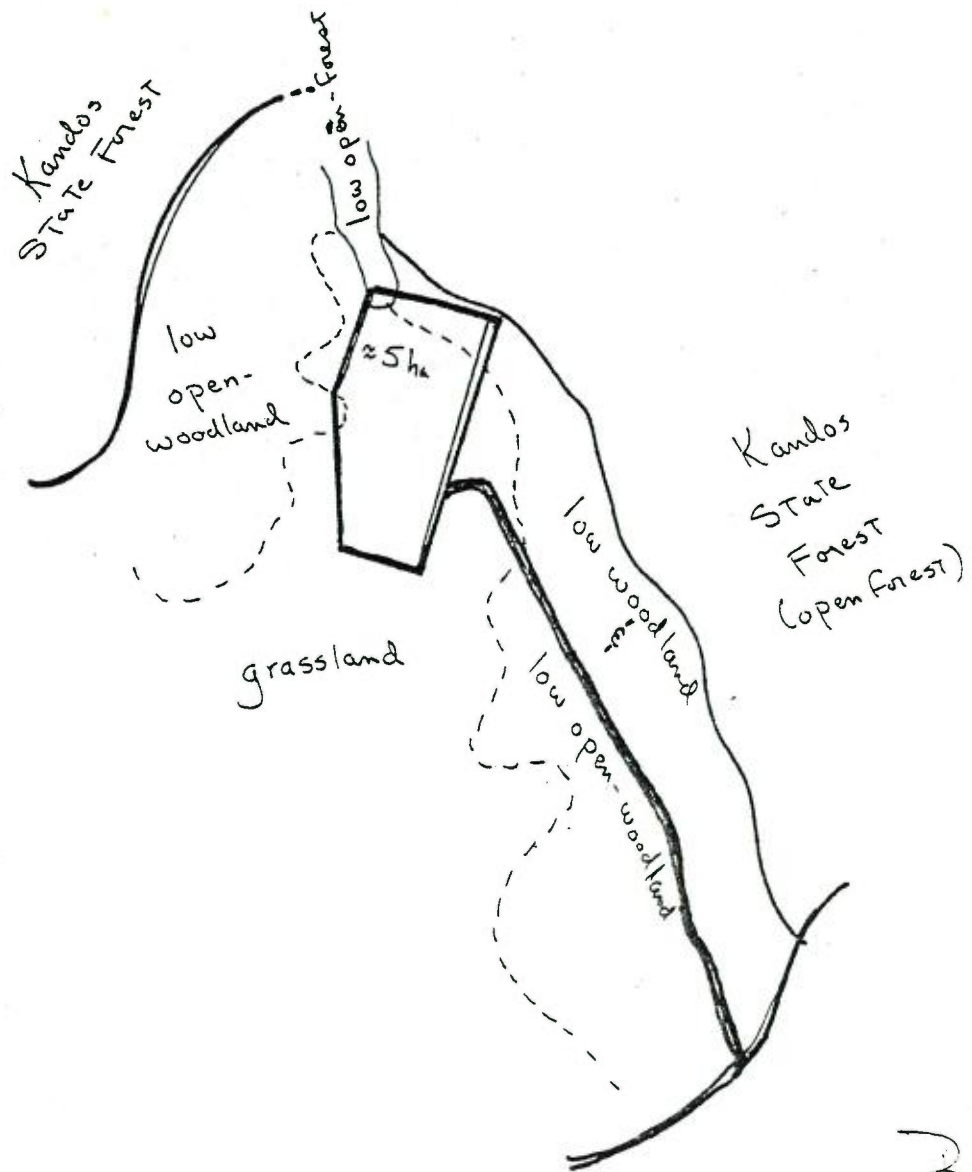 low open-forest
Kandos
State Forest
low
open-
woodland
≈5ha
Kandos
State
Forest
(open forest)
low woodland
grassland
low open-woodland